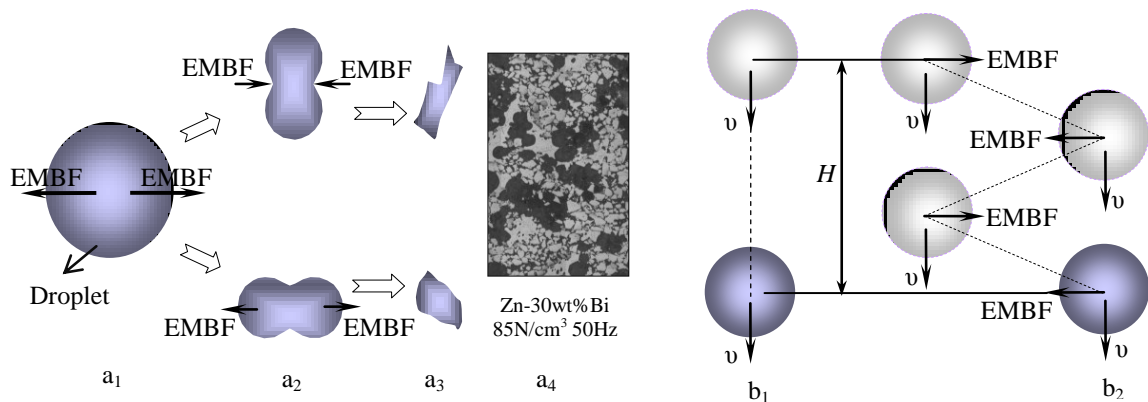 EMBF EMBF
Droplet
a₁
EMBF EMBF
EMBF EMBF
a₂
a₃
Zn-30wt%Bi
85N/cm³ 50Hz
a₄
EMBF
υ υ
EMBF
υ
H
EMBF
υ
EMBF
υ υ
b₁ b₂